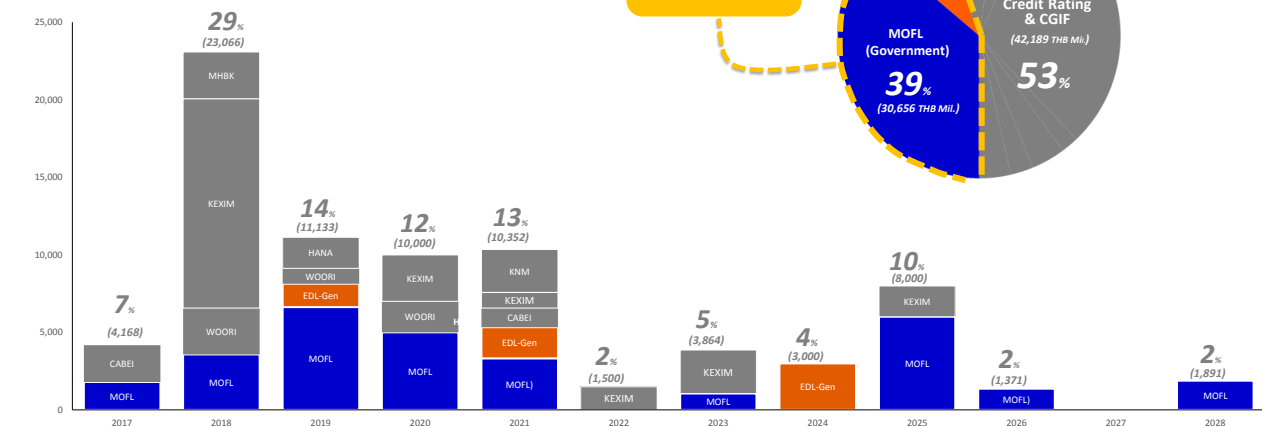 Credit Rating
& CGIF
(42,189 THB Mil.)
53%
MOFL
(Government)
39%
(30,656 THB Mil.)
25,000
20,000
15,000
10,000
5,000
0
7%
(4,168)
CABEI
MOFL
29%
(23,066)
MHBK
KEXIM
WOORI
MOFL
14%
(11,133)
HANA
WOORI
EDL-Gen
MOFL
12%
(10,000)
KEXIM
WOORI
H
MOFL
13%
(10,352)
KNM
KEXIM
CABEI
EDL-Gen
MOFL)
2%
(1,500)
KEXIM
5%
(3,864)
KEXIM
MOFL
4%
(3,000)
EDL-Gen
10%
(8,000)
KEXIM
MOFL
2%
(1,371)
MOFL)
2%
(1,891)
MOFL
2017 2018 2019 2020 2021 2022 2023 2024 2025 2026 2027 2028